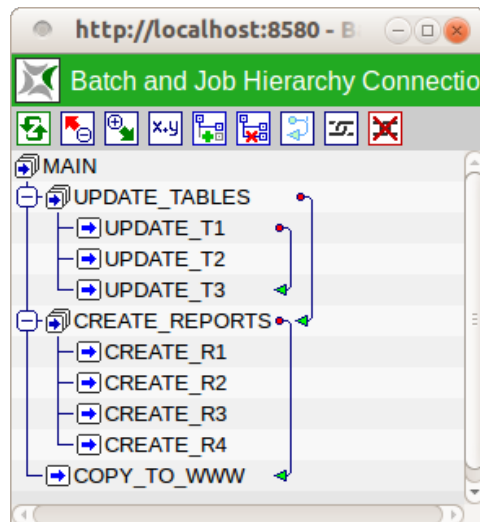 http://localhost:8580 - B
Batch and Job Hierarchy Connectio
x+y
MAIN
UPDATE_TABLES
UPDATE_T1
UPDATE_T2
UPDATE_T3
CREATE_REPORTS
CREATE_R1
CREATE_R2
CREATE_R3
CREATE_R4
COPY_TO_WWW